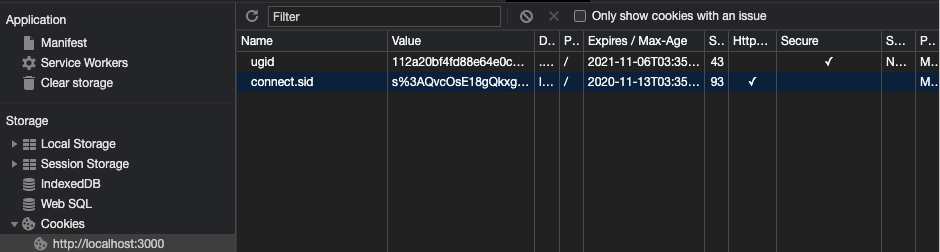 Application
Manifest
Service Workers
Clear storage
Storage
Local Storage
Session Storage
IndexedDB
Web SQL
Cookies
http://localhost:3000
Filter
Only show cookies with an issue
Name Value D.. P.. Expires / Max-Age S.. Http... Secure S... P...
ugid 112a20bf4fd88e64e0c... .... / 2021-11-06T03:35... 43 ✓ N... M..
connect.sid s%3AQvcOsE18gQkxg... l... / 2020-11-13T03:35... 93 ✓ M..